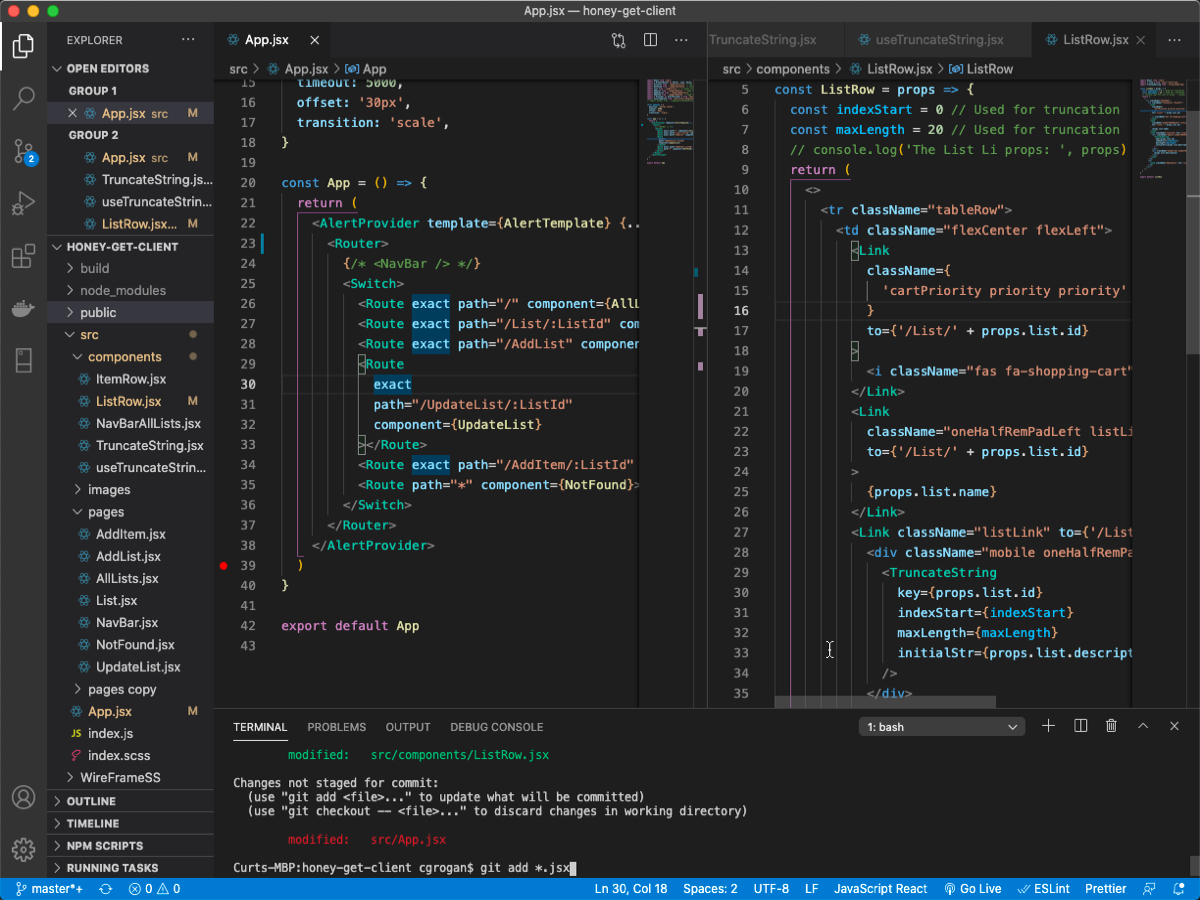 App.jsx — honey-get-client
EXPLORER
OPEN EDITORS
GROUP 1
App.jsx src M
GROUP 2
App.jsx src M
TruncateString.js...
useTruncateStrin...
ListRow.jsx... M
HONEY-GET-CLIENT
build
node_modules
public
src
components
ItemRow.jsx
ListRow.jsx M
NavBarAllLists.jsx
TruncateString.jsx
useTruncateStrin...
images
pages
AddItem.jsx
AddList.jsx
AllLists.jsx
List.jsx
NavBar.jsx
NotFound.jsx
UpdateList.jsx
pages copy
App.jsx M
JS index.js
index.scss
WireFrameSS
OUTLINE
TIMELINE
NPM SCRIPTS
RUNNING TASKS
2
App.jsx
src > App.jsx > App
15 timeout: 5000,
16 offset: '30px',
17 transition: 'scale',
18 }
19
20 const App = () => {
21 return (
22 <AlertProvider template={AlertTemplate} {..
23 <Router>
24 {/* <NavBar /> */}
25 <Switch>
26 <Route exact path="/" component={AllL
27 <Route exact path="/List/:ListId" com
28 <Route exact path="/AddList" componen
29 <Route
30 exact
31 path="/UpdateList/:ListId"
32 component={UpdateList}
33 ></Route>
34 <Route exact path="/AddItem/:ListId"
35 <Route path="*" component={NotFound}>
36 </Switch>
37 </Router>
38 </AlertProvider>
39 )
40 }
41
42 export default App
43
TruncateString.jsx
useTruncateString.jsx
ListRow.jsx
src > components > ListRow.jsx > ListRow
5 const ListRow = props => {
6 const indexStart = 0 // Used for truncation
7 const maxLength = 20 // Used for truncation
8 // console.log('The List Li props: ', props)
9 return (
10 <>
11 <tr className="tableRow">
12 <td className="flexCenter flexLeft">
13 <Link
14 className={
15 'cartPriority priority priority'
16 }
17 to={'/List/' + props.list.id}
18 >
19 <i className="fas fa-shopping-cart"
20 </Link>
21 <Link
22 className="oneHalfRemPadLeft listLi
23 to={'/List/' + props.list.id}
24 >
25 {props.list.name}
26 </Link>
27 <Link className="listLink" to={'/List
28 <div className="mobile oneHalfRemPa
29 <TruncateString
30 key={props.list.id}
31 indexStart={indexStart}
32 maxLength={maxLength}
33 initialStr={props.list.descript
34 />
35 </div>
TERMINAL PROBLEMS OUTPUT DEBUG CONSOLE
1: bash
modified: src/components/ListRow.jsx
Changes not staged for commit:
(use "git add <file>..." to update what will be committed)
(use "git checkout -- <file>..." to discard changes in working directory)
modified: src/App.jsx
Curts-MBP:honey-get-client cgrogan$ git add *.jsx
master*+ 0 0 Ln 30, Col 18 Spaces: 2 UTF-8 LF JavaScript React Go Live ESLint Prettier